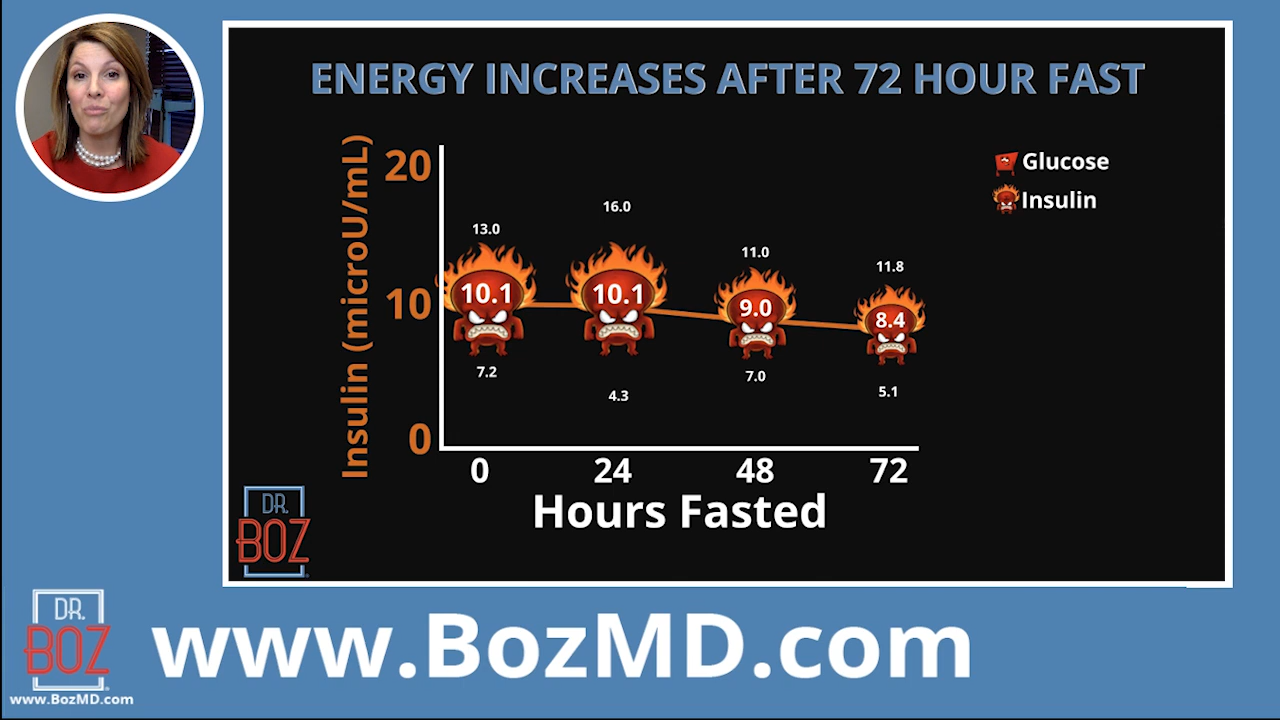 ENERGY INCREASES AFTER 72 HOUR FAST
Insulin (microU/mL)
20
10
0
Glucose
Insulin
13.0
16.0
11.0
11.8
10.1
10.1
9.0
8.4
7.2
4.3
7.0
5.1
0
24
48
72
Hours Fasted
DR.
BOZ
DR.
BOZ
www.BozMD.com
www.BozMD.com